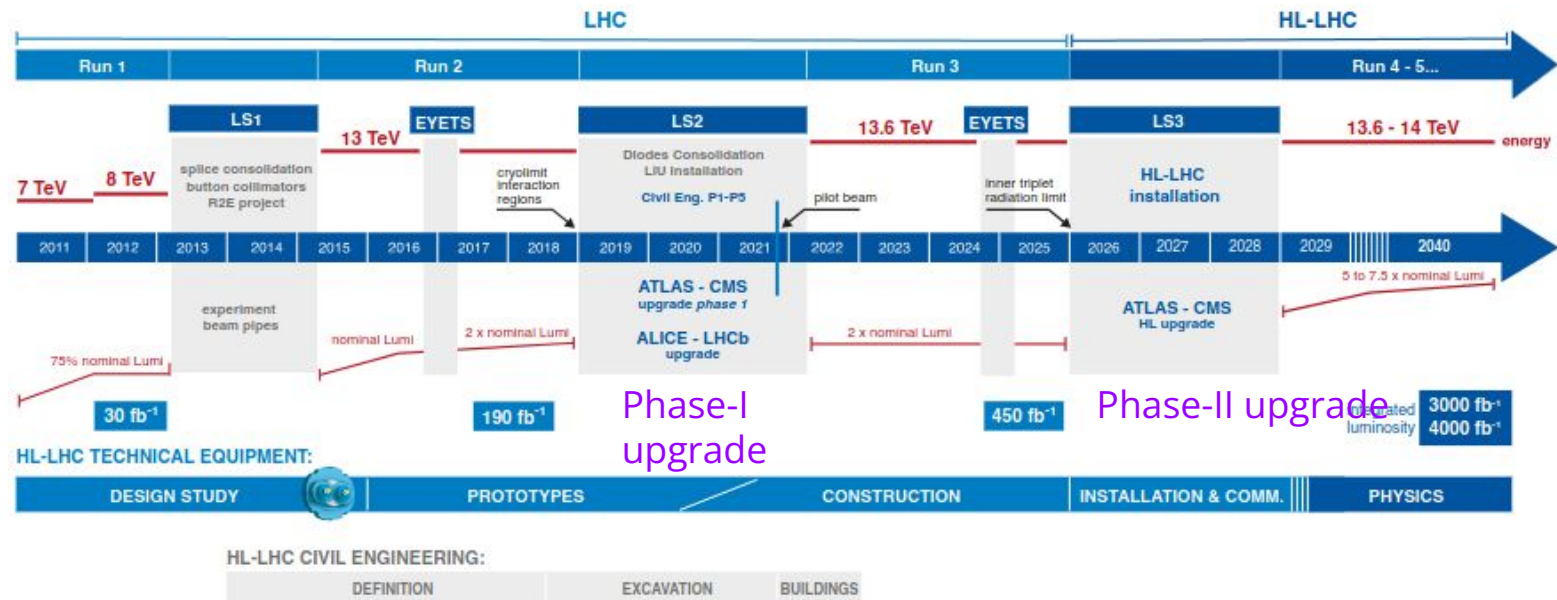 LHC
HL-LHC
Run 1
Run 2
Run 3
Run 4 - 5...
LS1
EYETS
LS2
EYETS
LS3
13 TeV
13.6 TeV
13.6 - 14 TeV
energy
7 TeV
8 TeV
splice consolidation
button collimators
R2E project
cryolimit
interaction
regions
Diodes Consolidation
LIU Installation
Civil Eng. P1-P5
pilot beam
inner triplet
radiation limit
HL-LHC
installation
2011
2012
2013
2014
2015
2016
2017
2018
2019
2020
2021
2022
2023
2024
2025
2026
2027
2028
2029
2040
experiment
beam pipes
ATLAS - CMS
upgrade phase 1
ALICE - LHCb
upgrade
ATLAS - CMS
HL upgrade
5 to 7.5 x nominal Lumi
75% nominal Lumi
nominal Lumi
2 x nominal Lumi
2 x nominal Lumi
30 fb⁻¹
190 fb⁻¹
Phase-I
upgrade
450 fb⁻¹
Phase-II upgrade
integrated
luminosity
3000 fb⁻¹
4000 fb⁻¹
HL-LHC TECHNICAL EQUIPMENT:
DESIGN STUDY
PROTOTYPES
CONSTRUCTION
INSTALLATION & COMM.
PHYSICS
HL-LHC CIVIL ENGINEERING:
DEFINITION
EXCAVATION
BUILDINGS